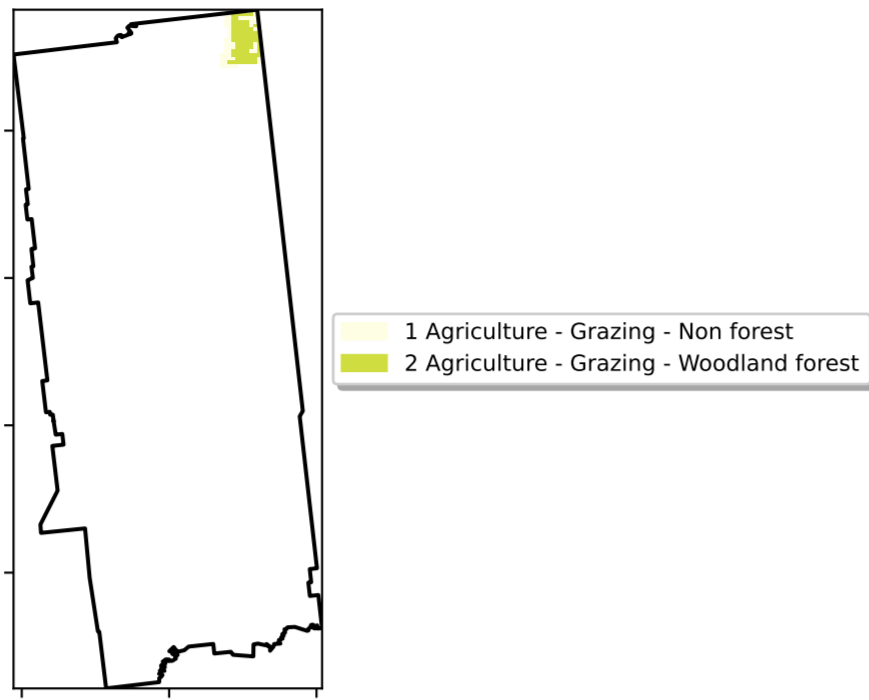 1 Agriculture - Grazing - Non forest
2 Agriculture - Grazing - Woodland forest